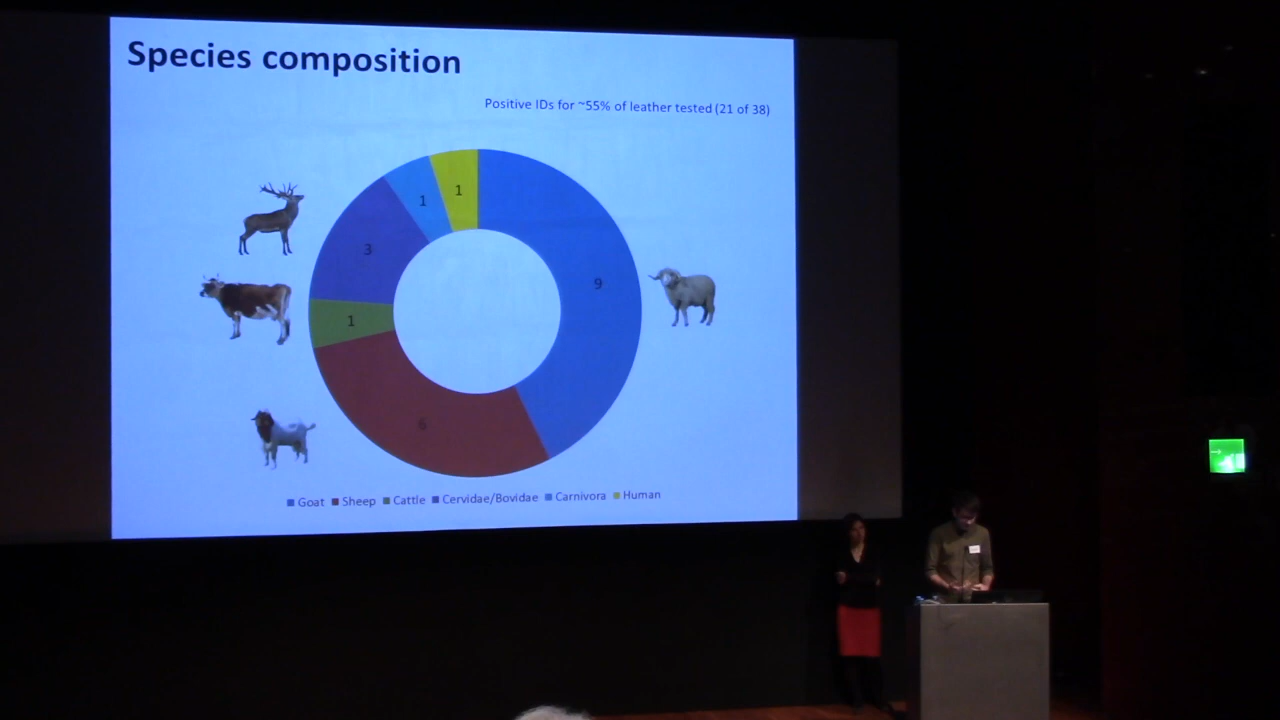 Species composition
Positive IDs for ~55% of leather tested (21 of 38)
1
1
3
9
1
6
Goat Sheep Cattle Cervidae/Bovidae Carnivora Human